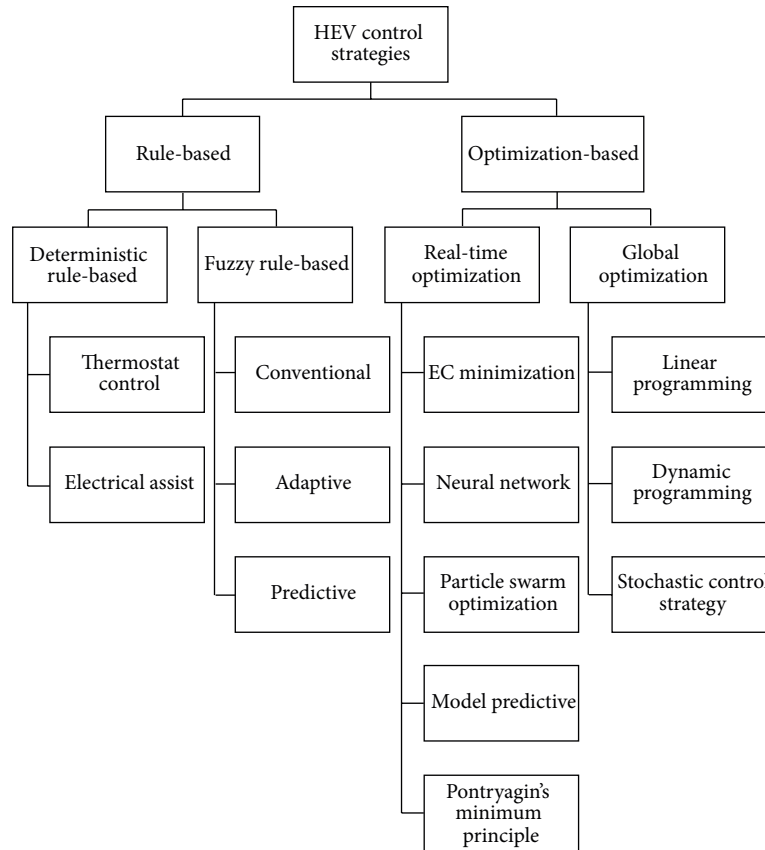 HEV control
strategies
Rule-based
Optimization-based
Deterministic
rule-based
Fuzzy rule-based
Real-time
optimization
Global
optimization
Thermostat
control
Conventional
EC minimization
Linear
programming
Electrical assist
Adaptive
Neural network
Dynamic
programming
Predictive
Particle swarm
optimization
Stochastic control
strategy
Model predictive
Pontryagin's
minimum
principle